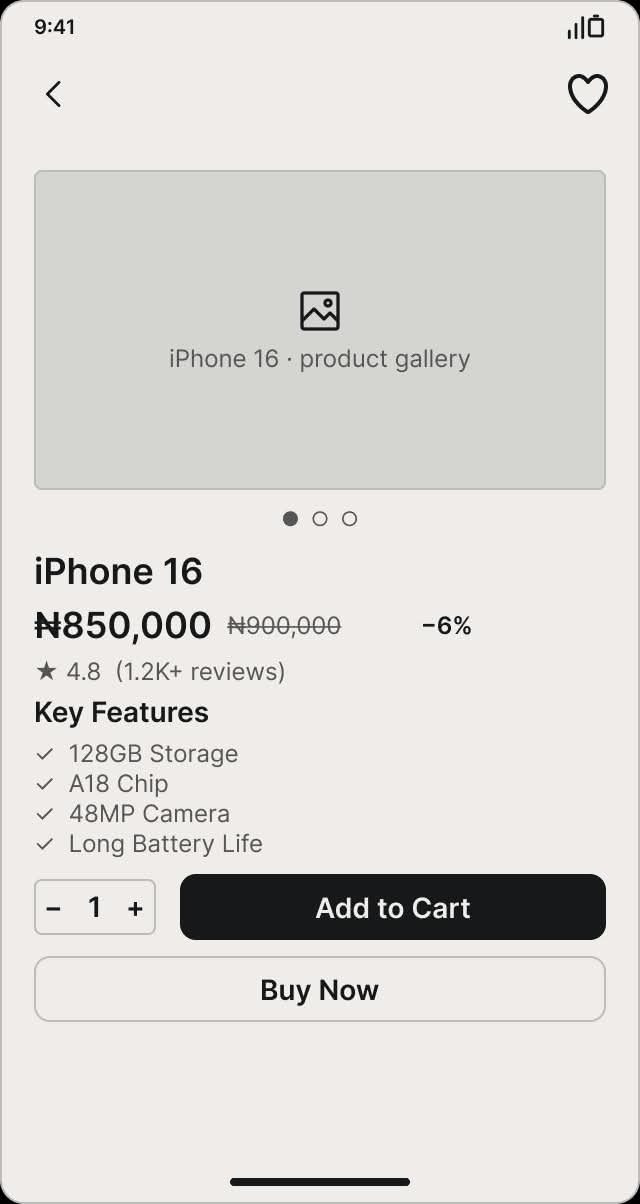 9:41
iPhone 16 · product gallery
iPhone 16
₦850,000 ₦900,000 −6%
★ 4.8 (1.2K+ reviews)
Key Features
✓ 128GB Storage
✓ A18 Chip
✓ 48MP Camera
✓ Long Battery Life
− 1 + Add to Cart
Buy Now